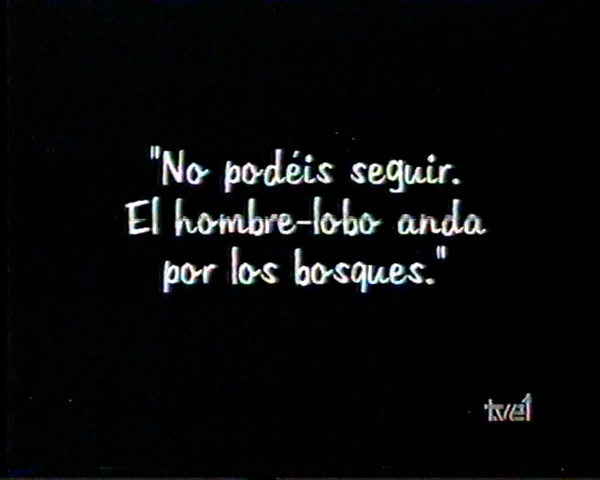 "No podéis seguir.
El hombre-lobo anda
por los bosques."
tve1